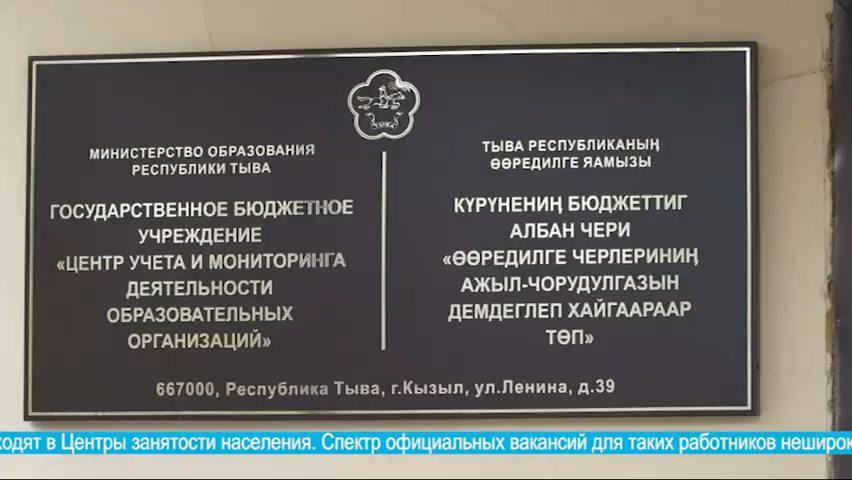 МИНИСТЕРСТВО ОБРАЗОВАНИЯ
РЕСПУБЛИКИ ТЫВА
ГОСУДАРСТВЕННОЕ БЮДЖЕТНОЕ
УЧРЕЖДЕНИЕ
«ЦЕНТР УЧЕТА И МОНИТОРИНГА
ДЕЯТЕЛЬНОСТИ
ОБРАЗОВАТЕЛЬНЫХ
ОРГАНИЗАЦИЙ»
ТЫВА РЕСПУБЛИКАНЫҢ
ӨӨРЕДИЛГЕ ЯАМЫЗЫ
КҮРҮНЕНИҢ БЮДЖЕТТИГ
АЛБАН ЧЕРИ
«ӨӨРЕДИЛГЕ ЧЕРЛЕРИНИҢ
АЖЫЛ-ЧОРУДУЛГАЗЫН
ДЕМДЕГЛЕП ХАЙГААРААР
ТӨП»
667000, Республика Тыва, г.Кызыл, ул.Ленина, д.39
ходят в Центры занятости населения. Спектр официальных вакансий для таких работников неширок